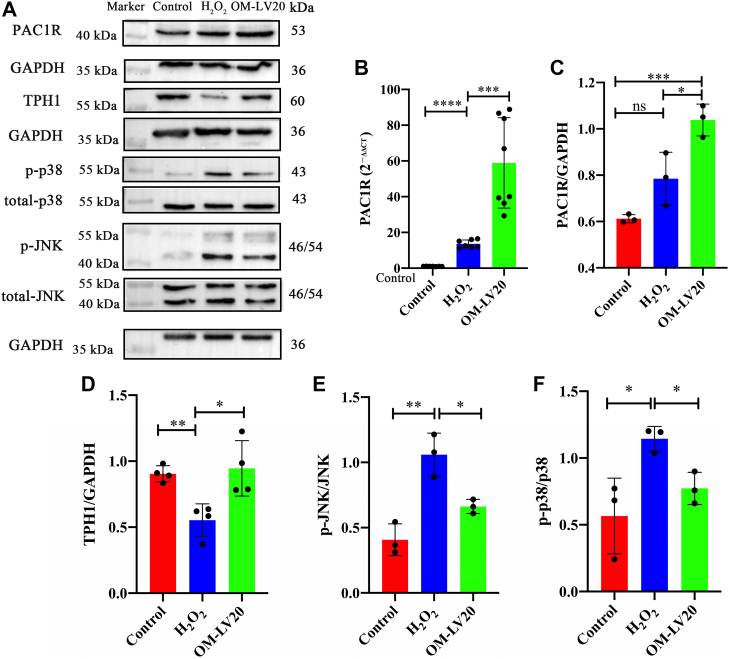 A
Marker Control H2O2 OM-LV20 kDa
PAC1R 40 kDa 53
GAPDH 35 kDa 36
TPH1 55 kDa 60
GAPDH 35 kDa 36
p-p38 55 kDa 43
total-p38 55 kDa 43
p-JNK 55 kDa 40 kDa 46/54
total-JNK 55 kDa 40 kDa 46/54
GAPDH 35 kDa 36
B
PAC1R (2−ΔΔCT)
100
80
60
40
20
0
Control
**** ***
Control H2O2 OM-LV20
C
PAC1R/GAPDH
1.2
1.0
0.8
0.6
0.4
***
ns *
Control H2O2 OM-LV20
D
TPH1/GAPDH
1.5
1.0
0.5
0.0
** *
Control H2O2 OM-LV20
E
p-JNK/JNK
1.5
1.0
0.5
0.0
** *
Control H2O2 OM-LV20
F
p-p38/p38
1.5
1.0
0.5
0.0
* *
Control H2O2 OM-LV20